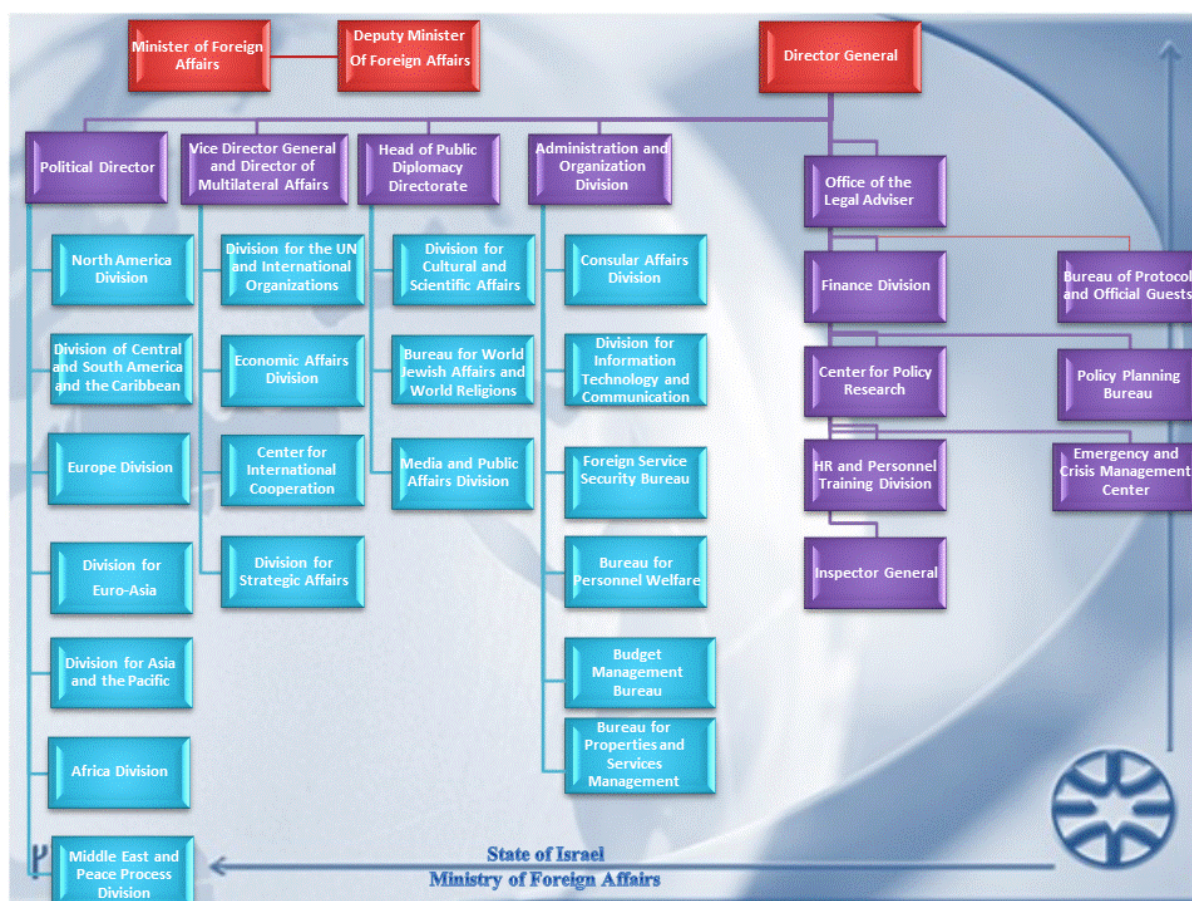 Minister of Foreign
Affairs
Deputy Minister
Of Foreign Affairs
Director General
Political Director
Vice Director General
and Director of
Multilateral Affairs
Head of Public
Diplomacy
Directorate
Administration and
Organization
Division
Office of the
Legal Adviser
North America
Division
Division of Central
and South America
and the Caribbean
Europe Division
Division for
Euro-Asia
Division for Asia
and the Pacific
Africa Division
Middle East and
Peace Process
Division
Division for the UN
and International
Organizations
Economic Affairs
Division
Center for
International
Cooperation
Division for
Strategic Affairs
Division for
Cultural and
Scientific Affairs
Bureau for World
Jewish Affairs and
World Religions
Media and Public
Affairs Division
Consular Affairs
Division
Division for
Information
Technology and
Communication
Foreign Service
Security Bureau
Bureau for
Personnel Welfare
Budget
Management
Bureau
Bureau for
Properties and
Services
Management
Finance Division
Bureau of Protocol
and Official Guests
Center for Policy
Research
Policy Planning
Bureau
HR and Personnel
Training Division
Emergency and
Crisis Management
Center
Inspector General
State of Israel
Ministry of Foreign Affairs